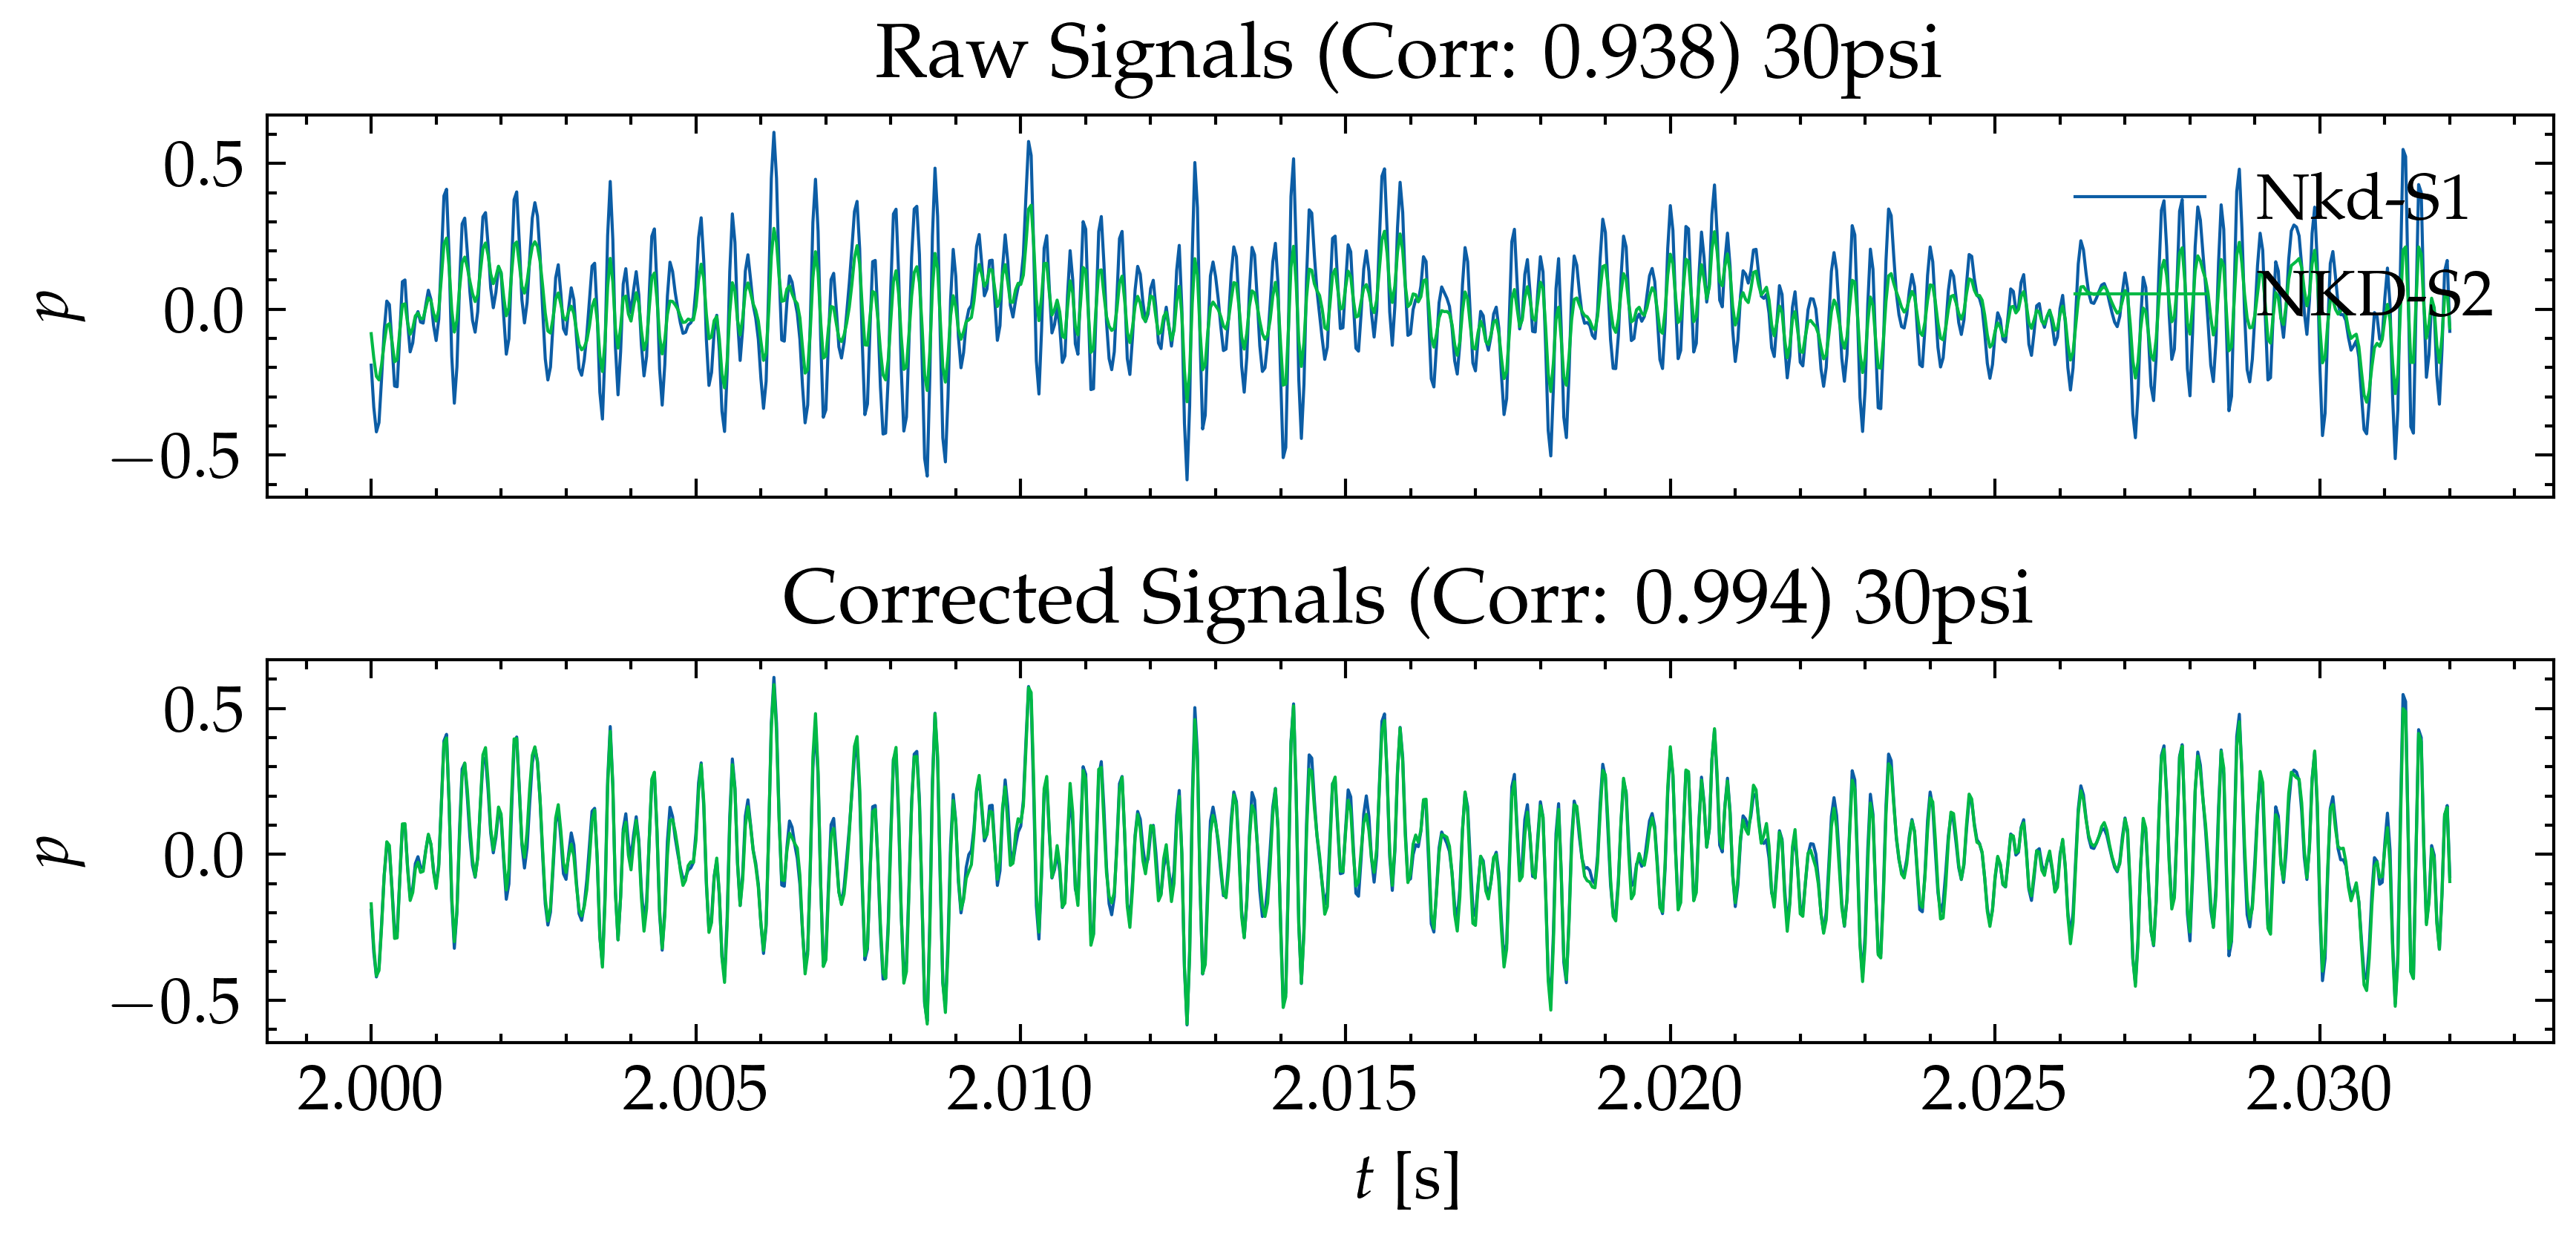 Raw Signals (Corr: 0.938) 30psi
0.5
0.0
−0.5
p
Nkd-S1
NKD-S2
Corrected Signals (Corr: 0.994) 30psi
0.5
0.0
−0.5
p
2.000 2.005 2.010 2.015 2.020 2.025 2.030
t [s]